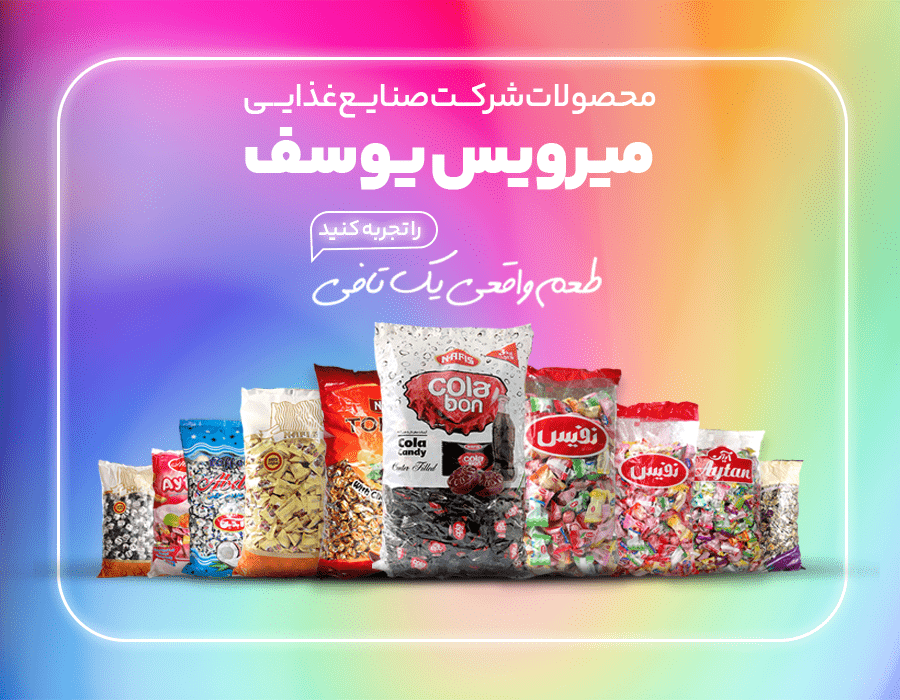 محصولات شرکت صنایع غذایی
میرویس یوسف
را تجربه کنید
طعم واقعی یک تافی
NAFIS
cola
bon
Cola
Candy
نفیس
نفیس
Aytan